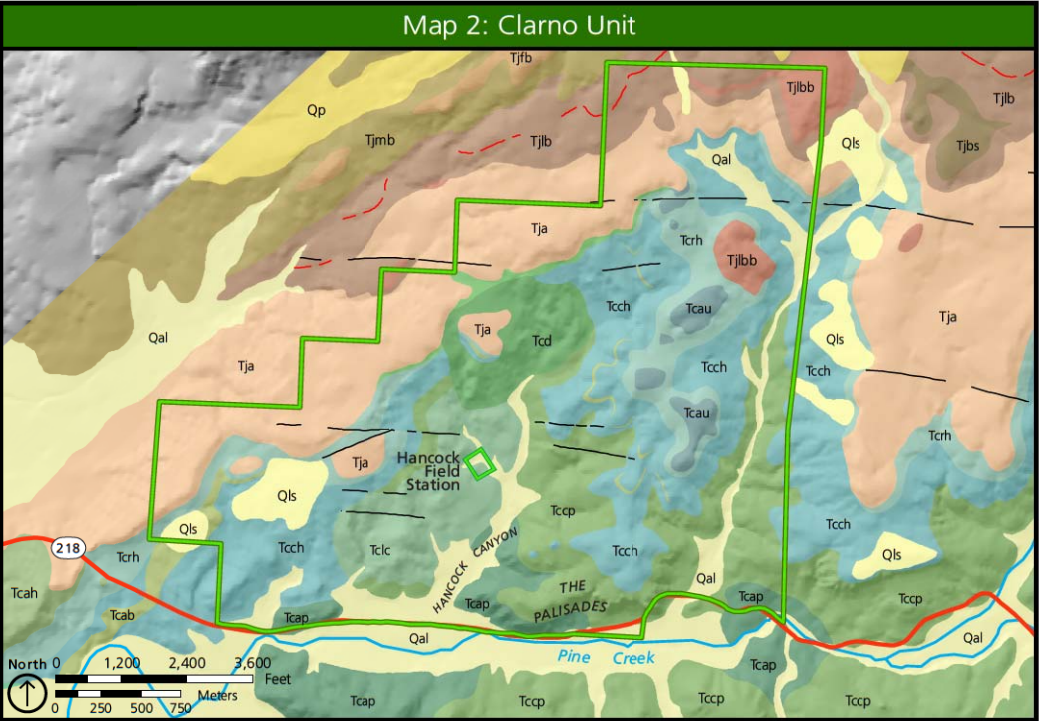 Map 2: Clarno Unit
Tjfb
Qp
Tjlbb
Tjlb
Tjmb
Tjlb
Qls
Tjbs
Qal
Tja
Tcrh
Tjlbb
Tcch
Tcau
Tja
Qal
Tja
Tcd
Qls
Tja
Tcch
Tcch
Tcau
Tcrh
Hancock
Field
Station
Tja
Qls
Tccp
Qls
Tcch
218
Tcrh
Tcch
Tclc
HANCOCK CANYON
Tcch
Qls
Tcah
THE
PALISADES
Qal
Tcap
Tccp
Tcab
Tcap
Tcap
Qal
Qal
Pine Creek
Tcap
North
0 1,200 2,400 3,600
Feet
Meters
0 250 500 750
Tcap
Tccp
Tccp
Tccp